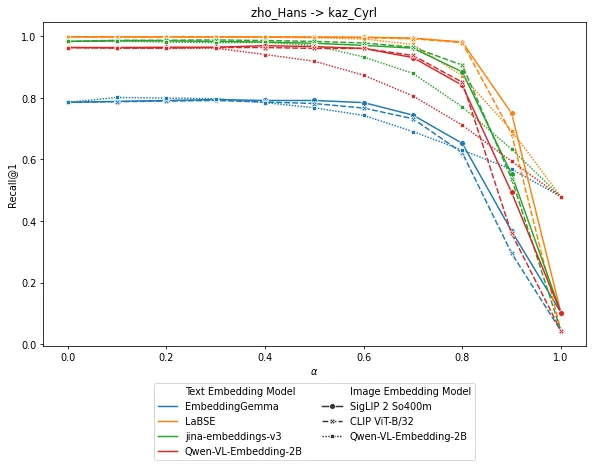 zho_Hans -> kaz_Cyrl
Recall@1
1.0
0.8
0.6
0.4
0.2
0.0
0.0 0.2 0.4 0.6 0.8 1.0
α
Text Embedding Model Image Embedding Model
EmbeddingGemma SigLIP 2 So400m
LaBSE CLIP ViT-B/32
jina-embeddings-v3 Qwen-VL-Embedding-2B
Qwen-VL-Embedding-2B